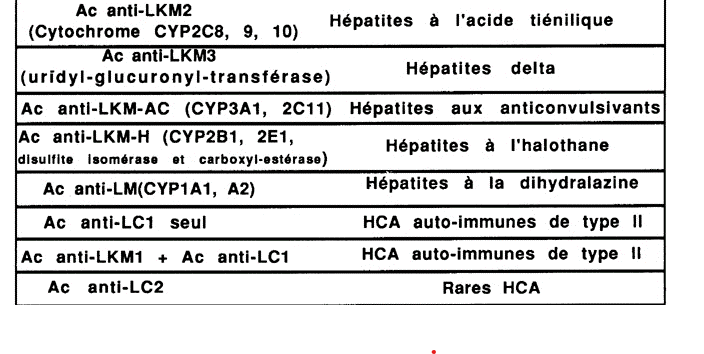 Ac anti-LKM2 Hépatites à l'acide tiénilique
(Cytochrome CYP2C8, 9, 10)
Ac anti-LKM3 Hépatites delta
(uridyl-glucuronyl-transférase)
Ac anti-LKM-AC (CYP3A1, 2C11) Hépatites aux anticonvulsivants
Ac anti-LKM-H (CYP2B1, 2E1, Hépatites à l'halothane
disulfite isomérase et carboxyl-estérase)
Ac anti-LM(CYP1A1, A2) Hépatites à la dihydralazine
Ac anti-LC1 seul HCA auto-immunes de type II
Ac anti-LKM1 + Ac anti-LC1 HCA auto-immunes de type II
Ac anti-LC2 Rares HCA